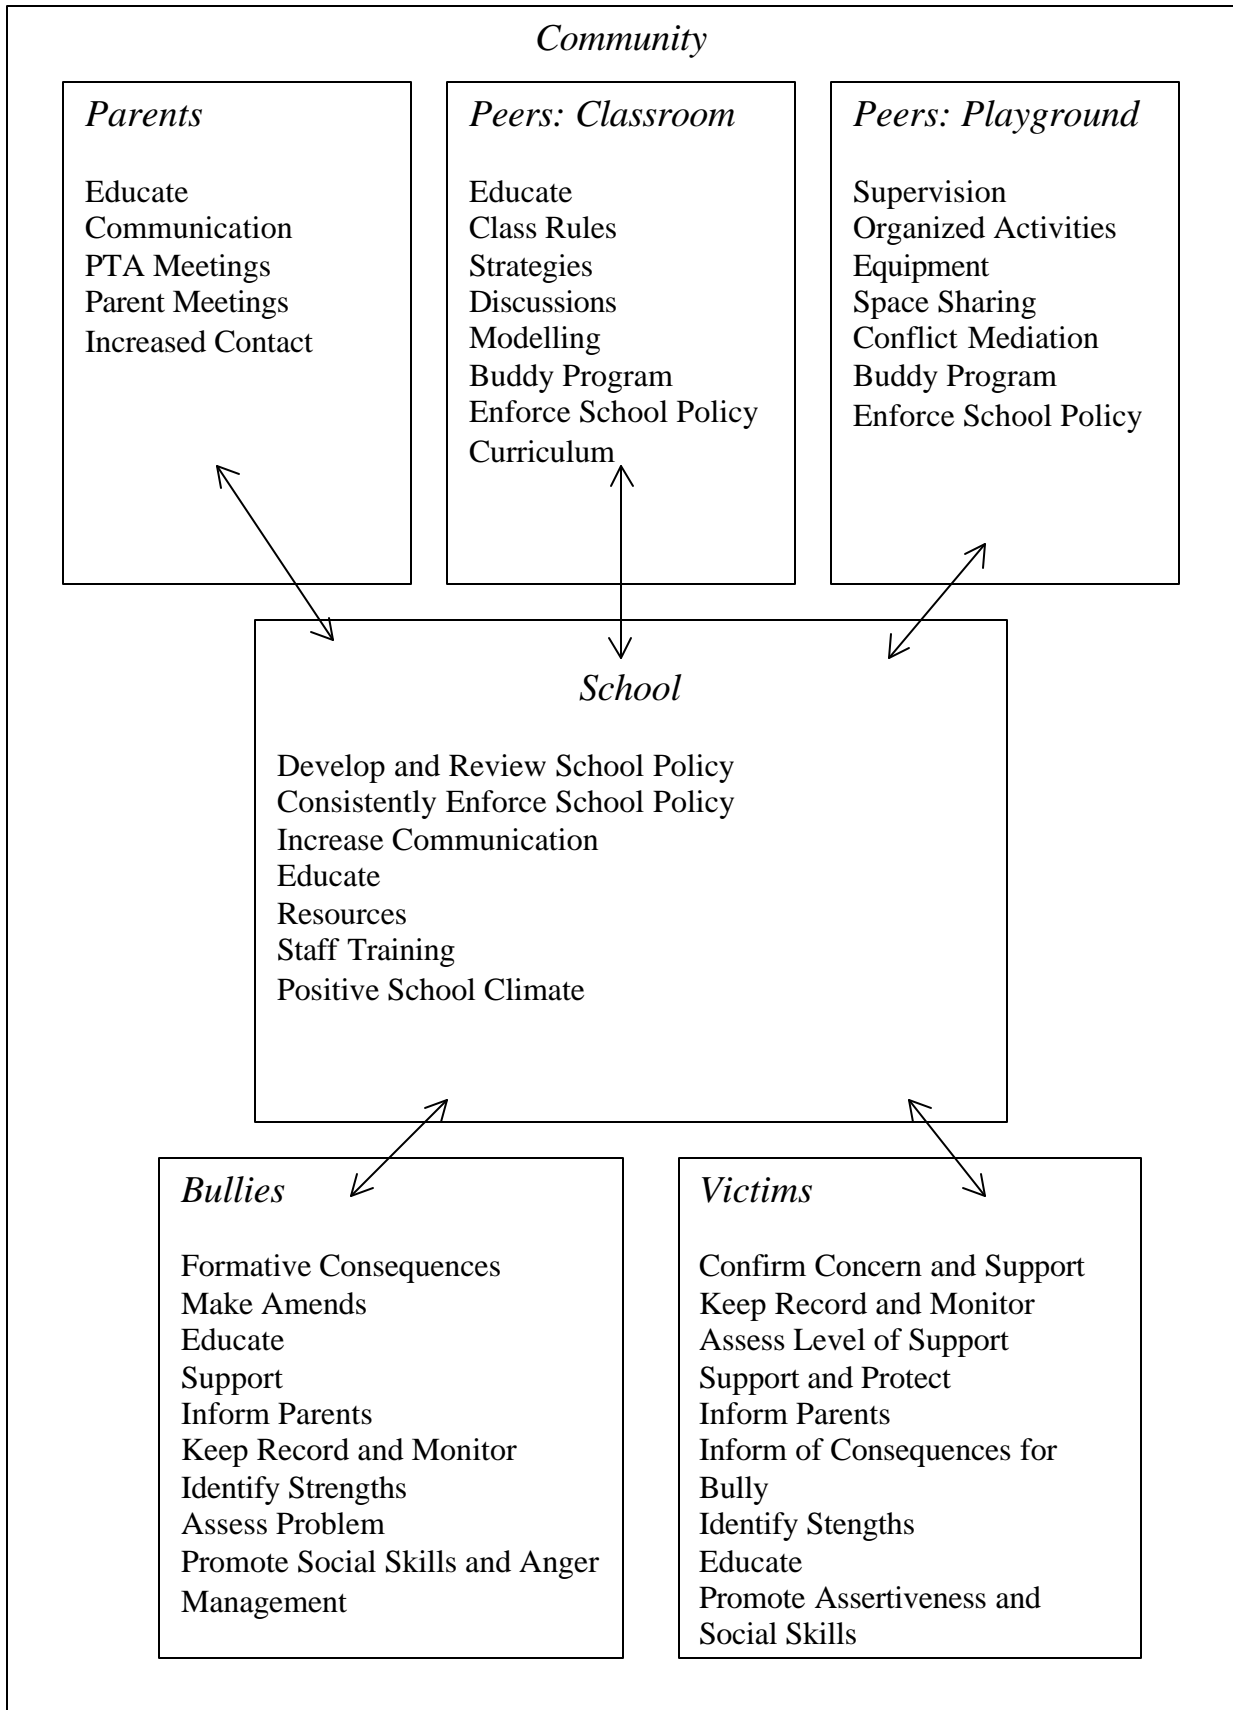 Community
Parents
Educate
Communication
PTA Meetings
Parent Meetings
Increased Contact
Peers: Classroom
Educate
Class Rules
Strategies
Discussions
Modelling
Buddy Program
Enforce School Policy
Curriculum
Peers: Playground
Supervision
Organized Activities
Equipment
Space Sharing
Conflict Mediation
Buddy Program
Enforce School Policy
School
Develop and Review School Policy
Consistently Enforce School Policy
Increase Communication
Educate
Resources
Staff Training
Positive School Climate
Bullies
Formative Consequences
Make Amends
Educate
Support
Inform Parents
Keep Record and Monitor
Identify Strengths
Assess Problem
Promote Social Skills and Anger
Management
Victims
Confirm Concern and Support
Keep Record and Monitor
Assess Level of Support
Support and Protect
Inform Parents
Inform of Consequences for
Bully
Identify Stengths
Educate
Promote Assertiveness and
Social Skills